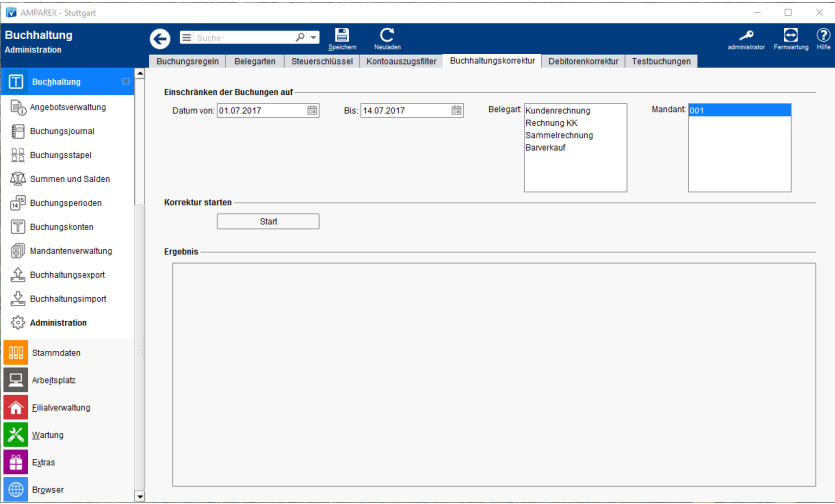 AMPAREX - Stuttgart
Buchhaltung
Administration
Suche
Speichern
Neuladen
administrator
Fernwartung
Hilfe
Buchungsregeln
Belegarten
Steuerschlüssel
Kontoauszugsfilter
Buchhaltungskorrektur
Debitorenkorrektur
Testbuchungen
Buchhaltung
Angebotsverwaltung
Buchungsjournal
Buchungsstapel
Summen und Salden
Buchungsperioden
Buchungskonten
Mandantenverwaltung
Buchhaltungsexport
Buchhaltungsimport
Administration
Stammdaten
Arbeitsplatz
Filialverwaltung
Wartung
Extras
Browser
Einschränken der Buchungen auf
Datum von: 01.07.2017
Bis: 14.07.2017
Belegart:
Kundenrechnung
Rechnung KK
Sammelrechnung
Barverkauf
Mandant: 001
Korrektur starten
Start
Ergebnis